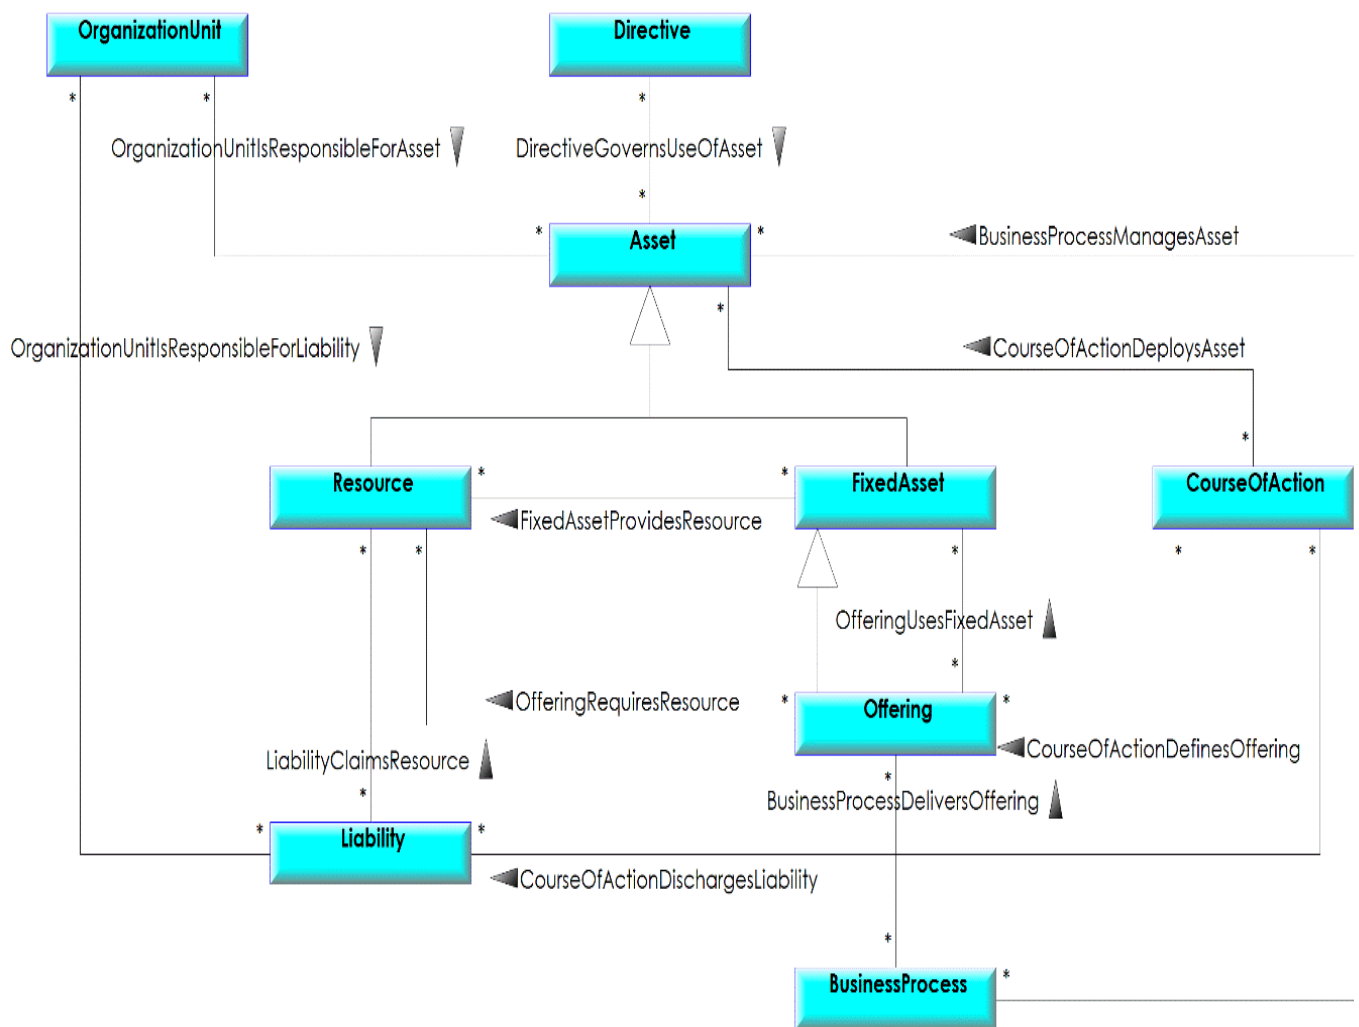 OrganizationUnit
Directive
*
*
*
OrganizationUnitIsResponsibleForAsset
DirectiveGovernsUseOfAsset
*
*
Asset
*
BusinessProcessManagesAsset
*
OrganizationUnitIsResponsibleForLiability
CourseOfActionDeploysAsset
*
Resource
*
*
FixedAsset
CourseOfAction
FixedAssetProvidesResource
*
*
*
*
*
OfferingUsesFixedAsset
*
OfferingRequiresResource
*
Offering
*
CourseOfActionDefinesOffering
LiabilityClaimsResource
*
*
BusinessProcessDeliversOffering
*
Liability
*
CourseOfActionDischargesLiability
*
BusinessProcess
*